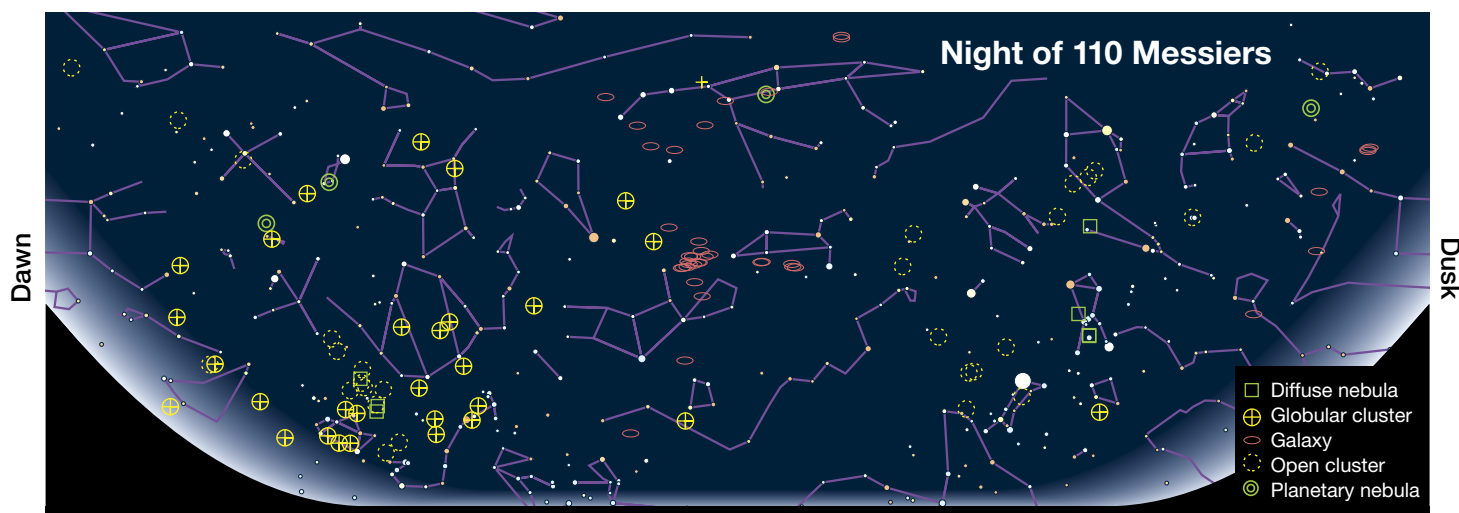 Night of 110 Messiers
Dawn
Dusk
Diffuse nebula
Globular cluster
Galaxy
Open cluster
Planetary nebula